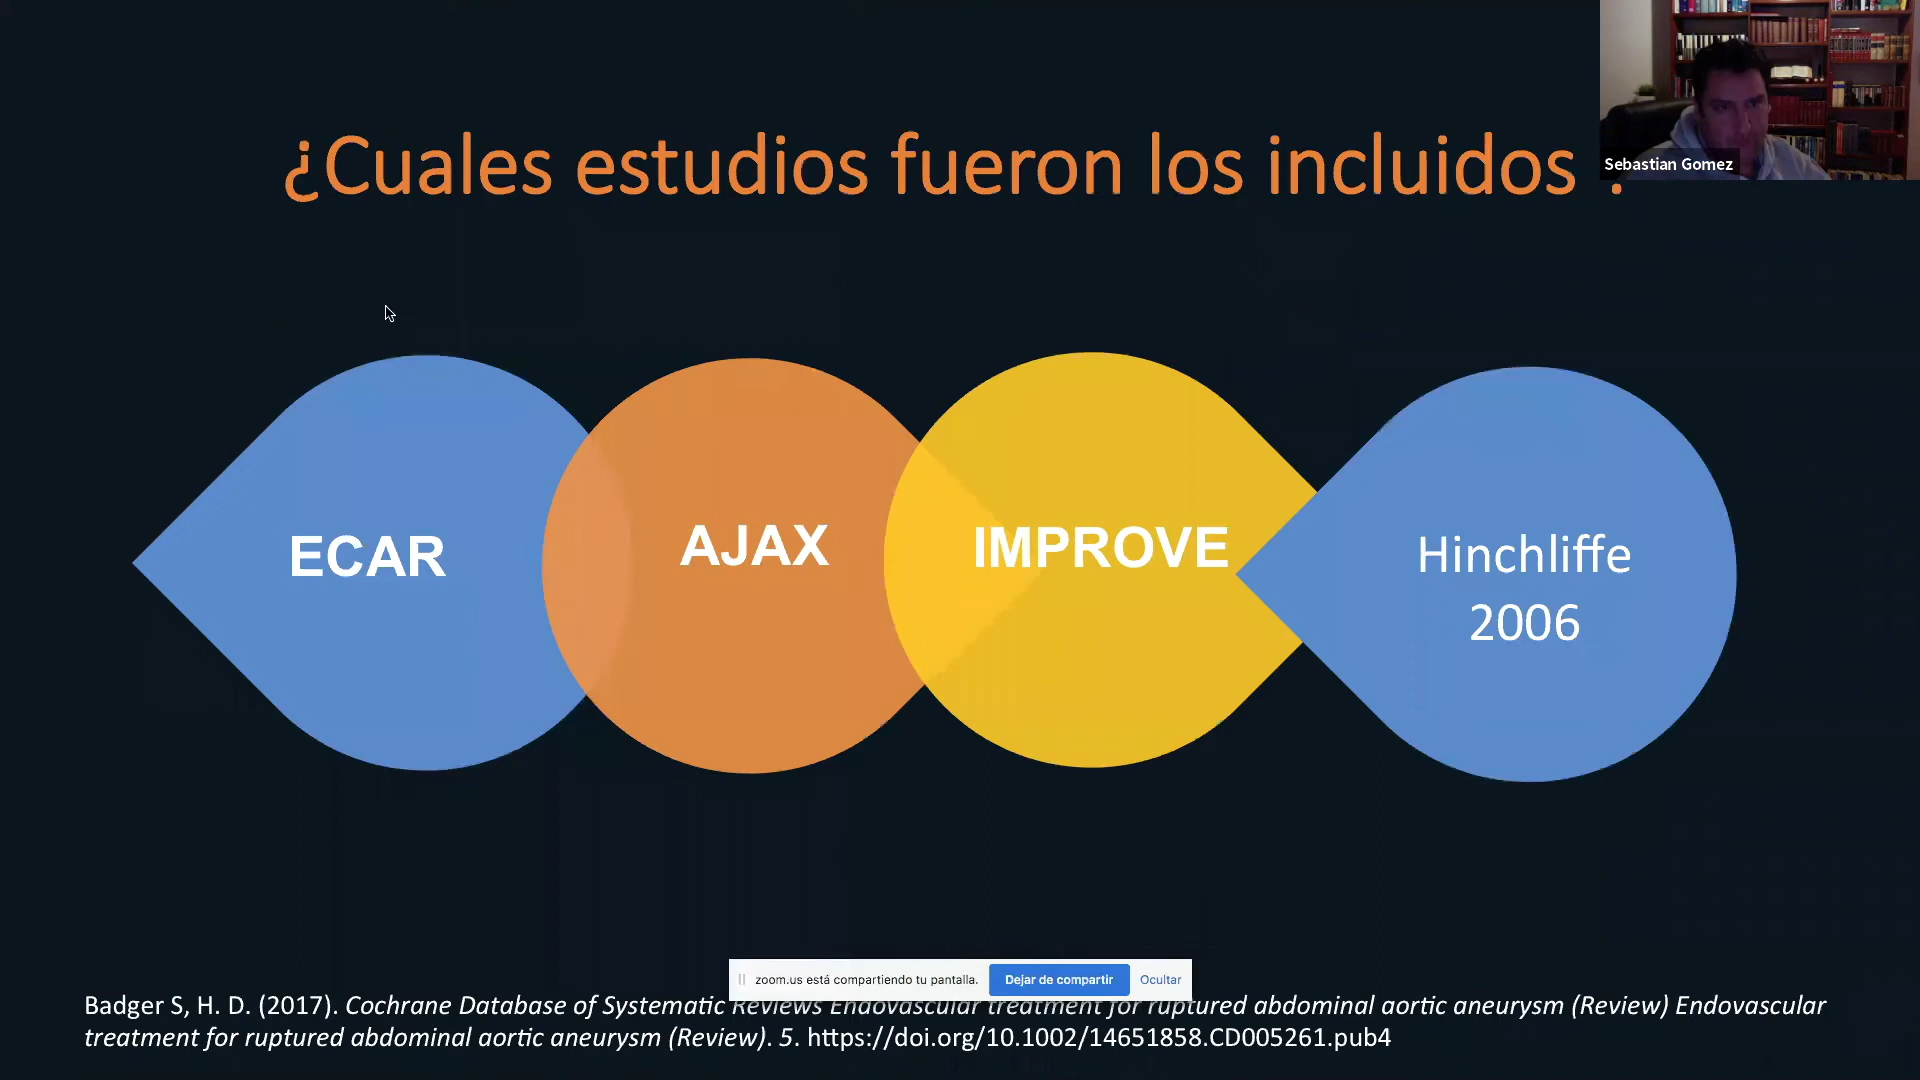 ¿Cuales estudios fueron los incluidos ?
Sebastian Gomez
ECAR
AJAX
IMPROVE
Hinchliffe
2006
zoom.us está compartiendo tu pantalla.
Dejar de compartir
Ocultar
Badger S, H. D. (2017). Cochrane Database of Systematic Reviews Endovascular treatment for ruptured abdominal aortic aneurysm (Review) Endovascular
treatment for ruptured abdominal aortic aneurysm (Review). 5. https://doi.org/10.1002/14651858.CD005261.pub4